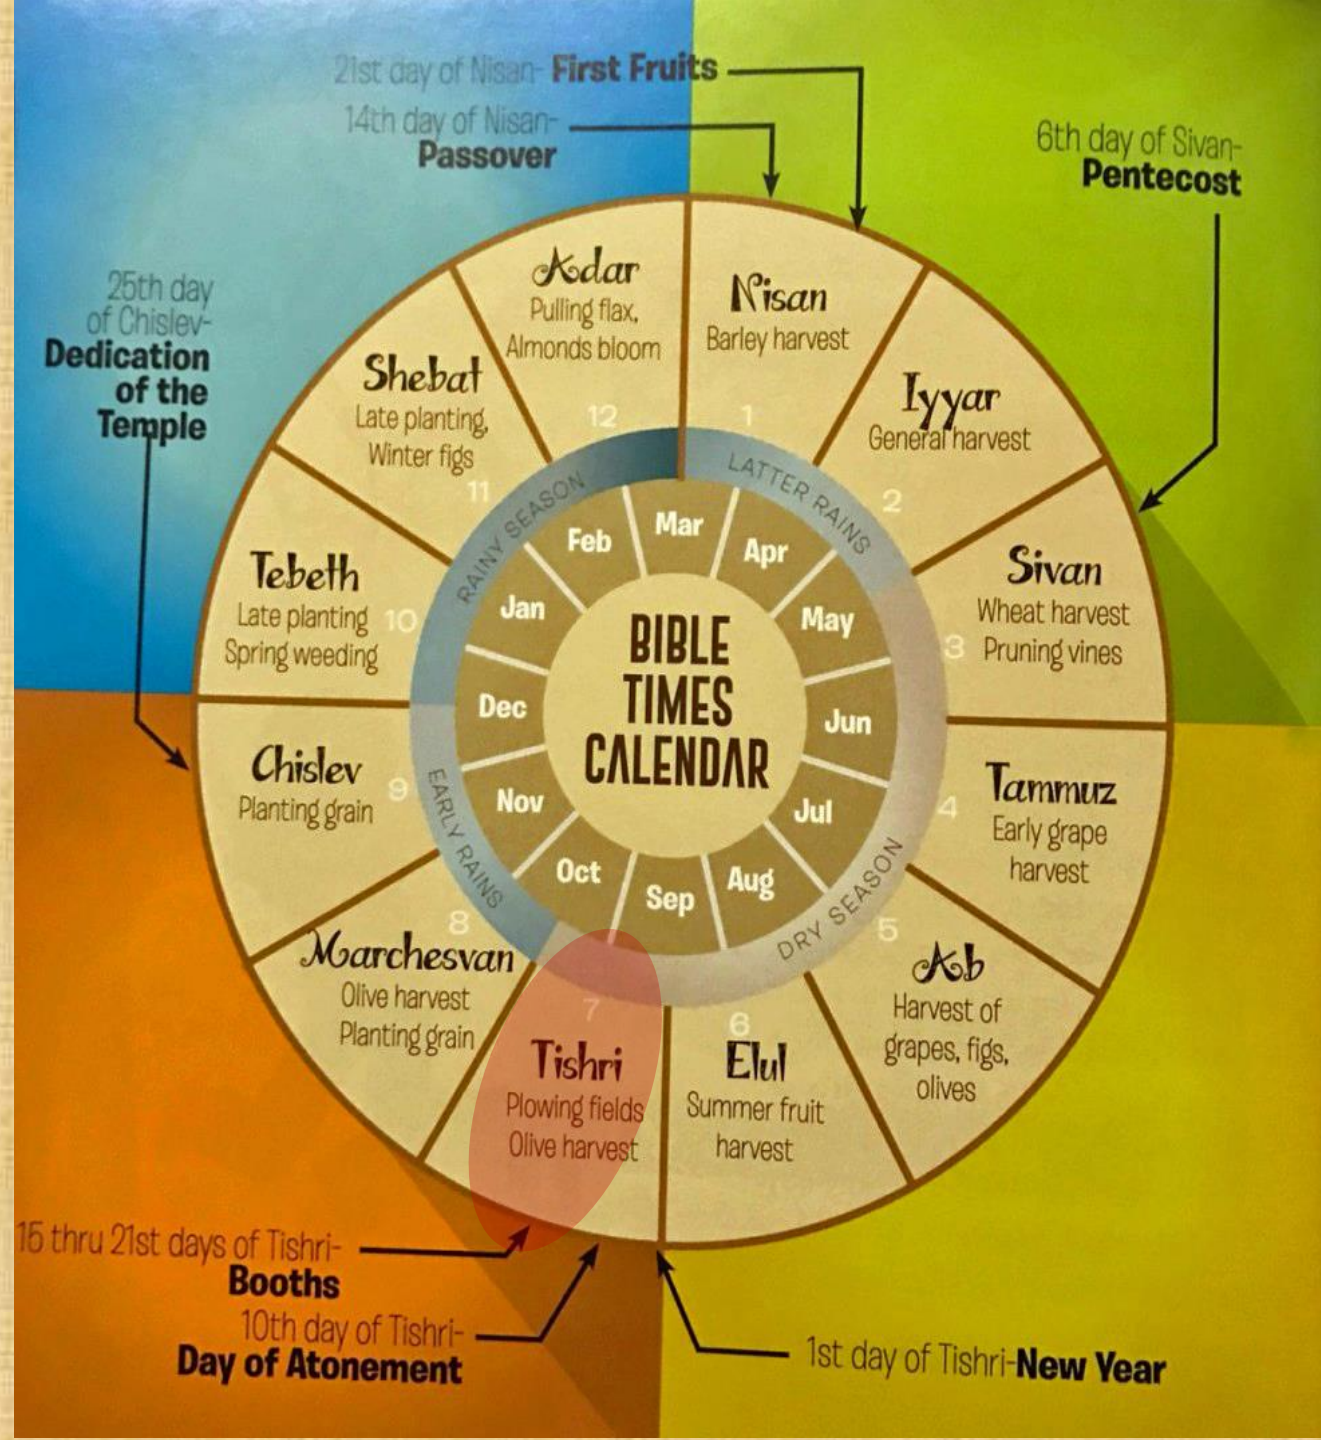 21st day of Nisan- First Fruits
14th day of Nisan-
Passover
6th day of Sivan-
Pentecost
25th day
of Chislev-
Dedication
of the
Temple
Adar
Pulling flax,
Almonds bloom
12
Nisan
Barley harvest
1
Iyyar
General harvest
2
Sivan
Wheat harvest
3 Pruning vines
Tammuz
4 Early grape
harvest
5
Ab
Harvest of
grapes, figs,
olives
6
Elul
Summer fruit
harvest
7
Tishri
Plowing fields
Olive harvest
8
Marchesvan
Olive harvest
Planting grain
Chislev
9
Planting grain
Tebeth
Late planting 10
Spring weeding
Shebat
Late planting,
Winter figs
11
RAINY SEASON
LATTER RAINS
DRY SEASON
EARLY RAINS
Mar
Apr
May
Jun
Jul
Aug
Sep
Oct
Nov
Dec
Jan
Feb
BIBLE
TIMES
CALENDAR
15 thru 21st days of Tishri-
Booths
10th day of Tishri-
Day of Atonement
1st day of Tishri-New Year